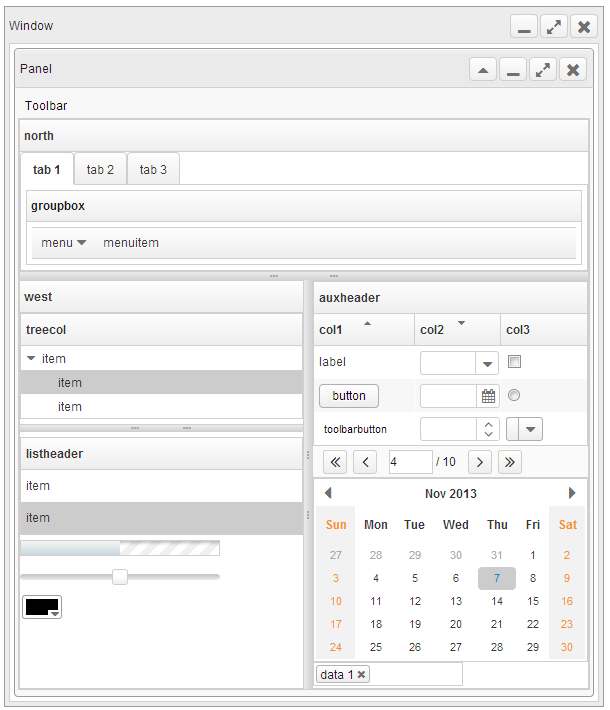 Window
Panel
Toolbar
north
tab 1 tab 2 tab 3
groupbox
menu menuitem
west
treecol
item
item
item
listheader
item
item
auxheader
col1 col2 col3
label
button
toolbarbutton
4 / 10
Nov 2013
Sun Mon Tue Wed Thu Fri Sat
27 28 29 30 31 1 2
3 4 5 6 7 8 9
10 11 12 13 14 15 16
17 18 19 20 21 22 23
24 25 26 27 28 29 30
data 1